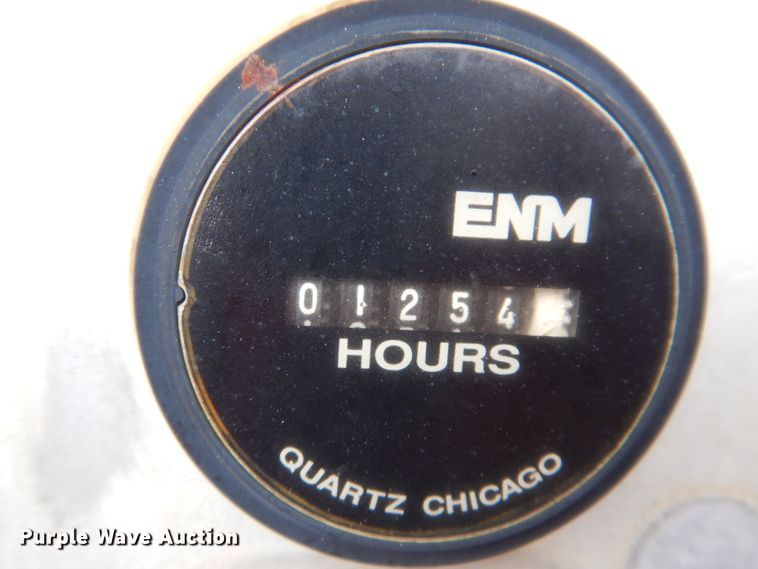 ENM
01254
HOURS
QUARTZ CHICAGO
Purple Wave Auction